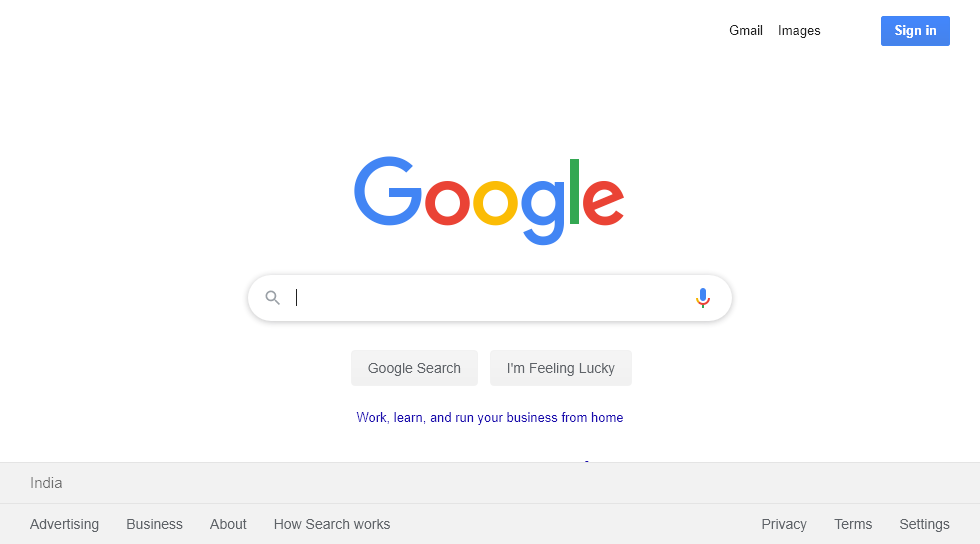 Gmail Images Sign in
Google
Google Search I'm Feeling Lucky
Work, learn, and run your business from home
India
Advertising Business About How Search works Privacy Terms Settings